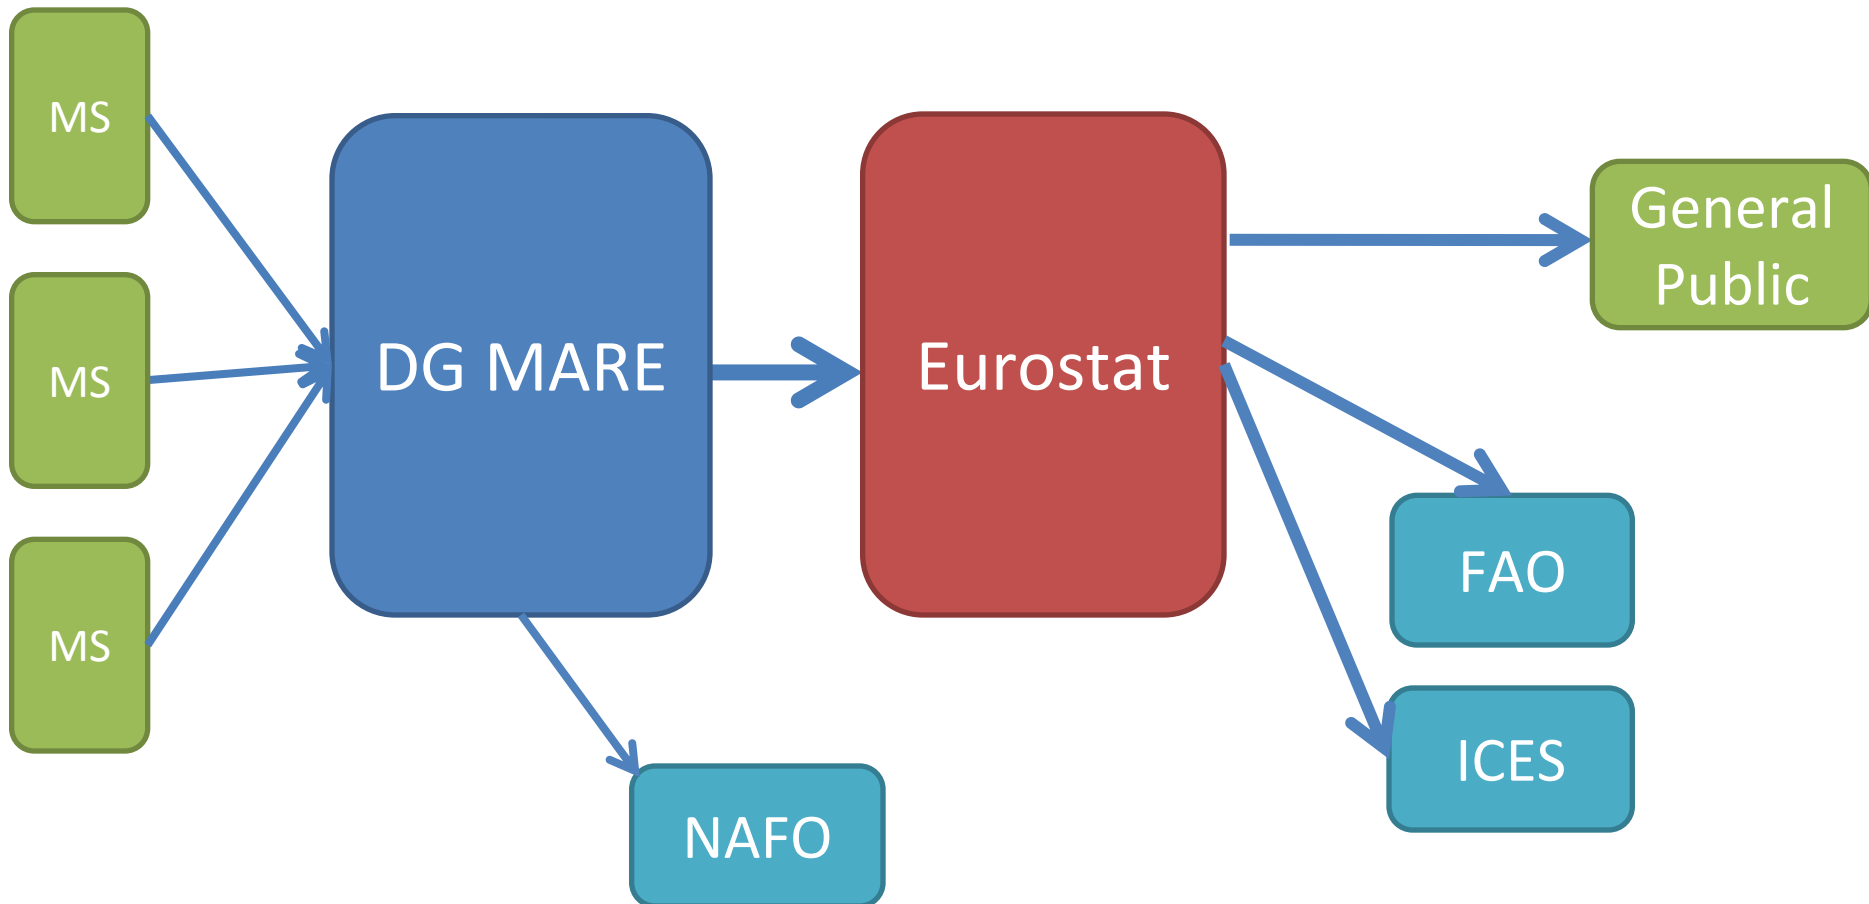 MS
MS
MS
DG MARE
Eurostat
General
Public
FAO
ICES
NAFO